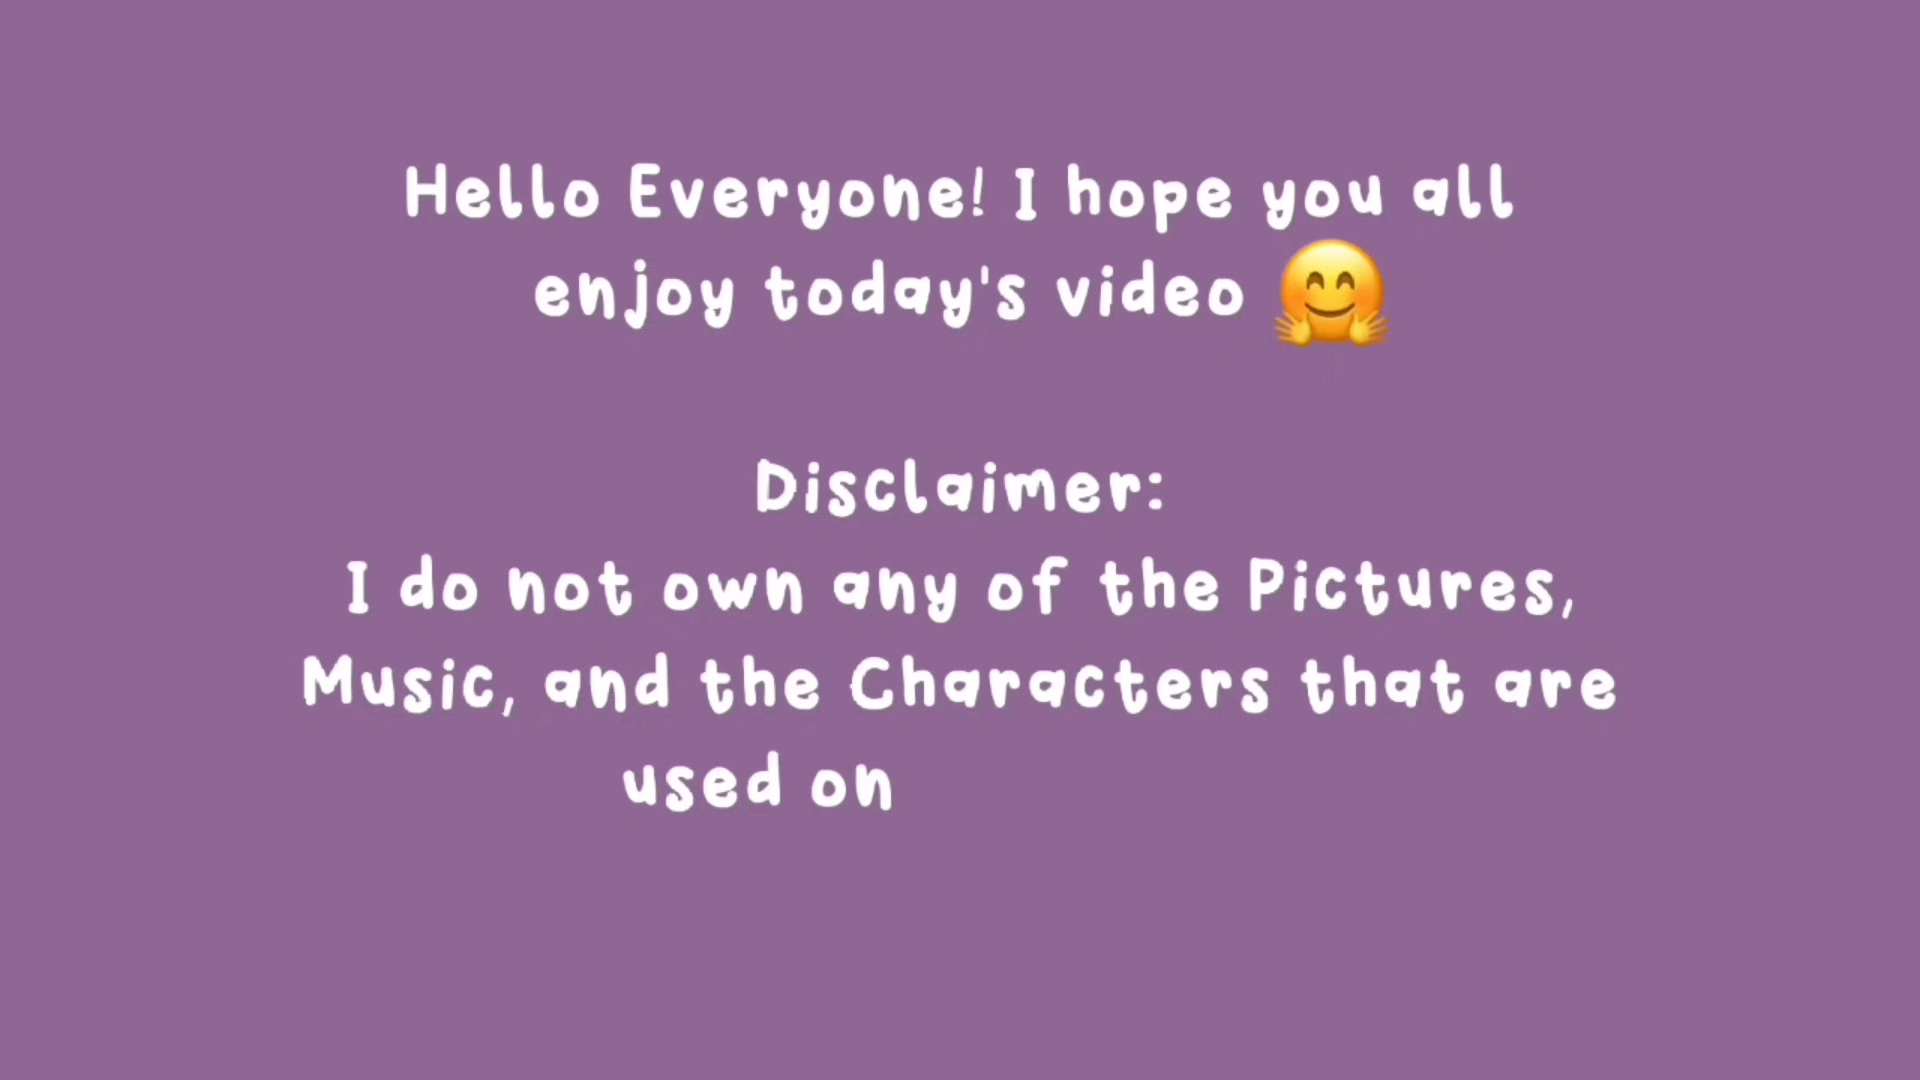 Hello Everyone! I hope you all
enjoy today's video 🤗
Disclaimer:
I do not own any of the Pictures,
Music, and the Characters that are
used on